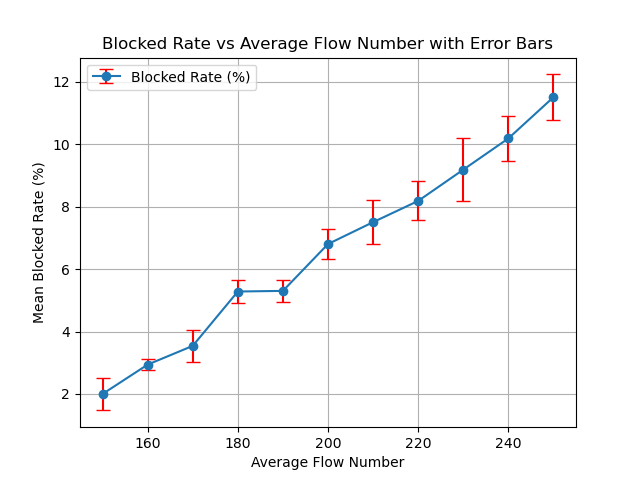 Blocked Rate vs Average Flow Number with Error Bars
Blocked Rate (%)
12
10
8
6
4
2
Mean Blocked Rate (%)
160 180 200 220 240
Average Flow Number